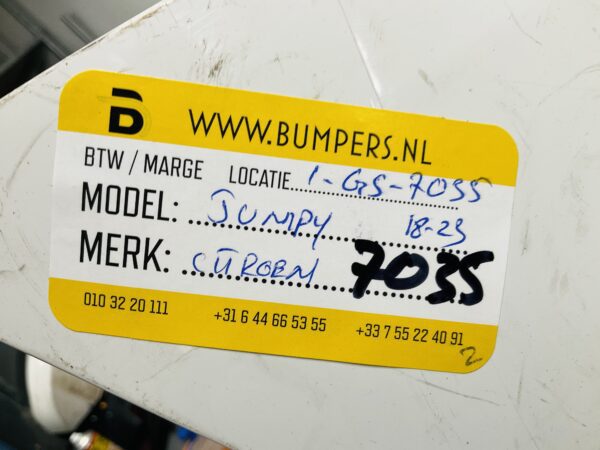 B
WWW.BUMPERS.NL
BTW / MARGE LOCATIE 1-G5-7035
MODEL: JUMPY 18-23
MERK: CITROEN 7035
010 32 20 111 +31 6 44 66 53 55 +33 7 55 22 40 91
2